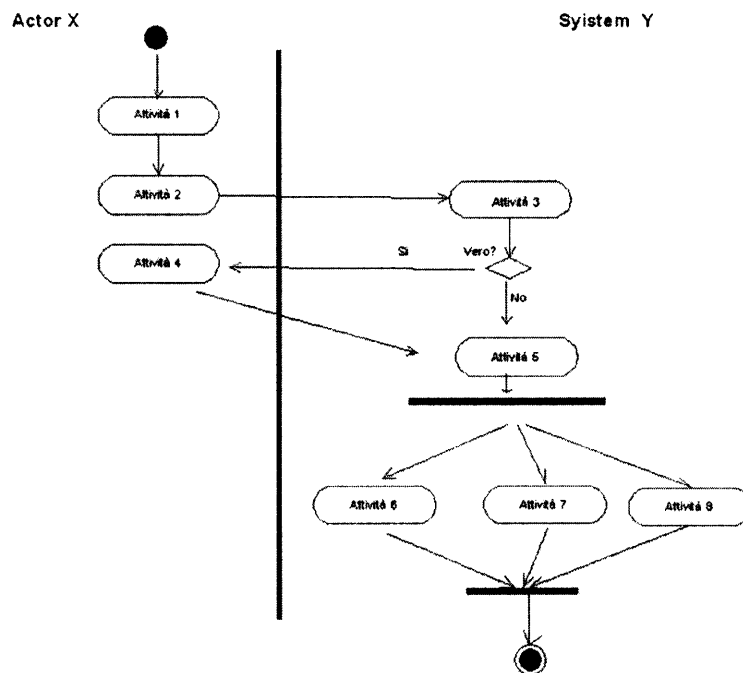 Actor X
Syistem Y
Attività 1
Attività 2
Attività 3
Attività 4
Si
Vero?
No
Attività 5
Attività 6
Attività 7
Attività 8